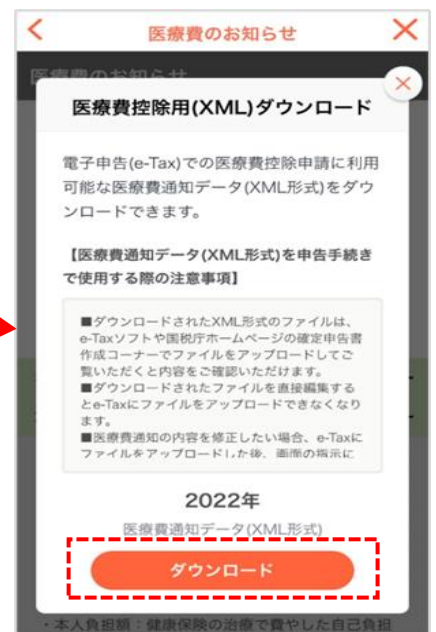 医療費のお知らせ
医療費のお知らせ
医療費控除用(XML)ダウンロード
電子申告(e-Tax)での医療費控除申請に利用
可能な医療費通知データ(XML形式)をダウ
ンロードできます。
【医療費通知データ(XML形式)を申告手続き
で使用する際の注意事項】
■ダウンロードされたXML形式のファイルは、
e-Taxソフトや国税庁ホームページの確定申告書
作成コーナーでファイルをアップロードしてご
覧いただくと内容をご確認いただけます。
■ダウンロードされたファイルを直接編集する
とe-Taxにファイルをアップロードできなくなり
ます。
■医療費通知の内容を修正したい場合、e-Taxに
ファイルをアップロードした後、画面の指示に
2022年
医療費通知データ(XML形式)
ダウンロード
・本人負担額：健康保険の治療で費やした自己負担